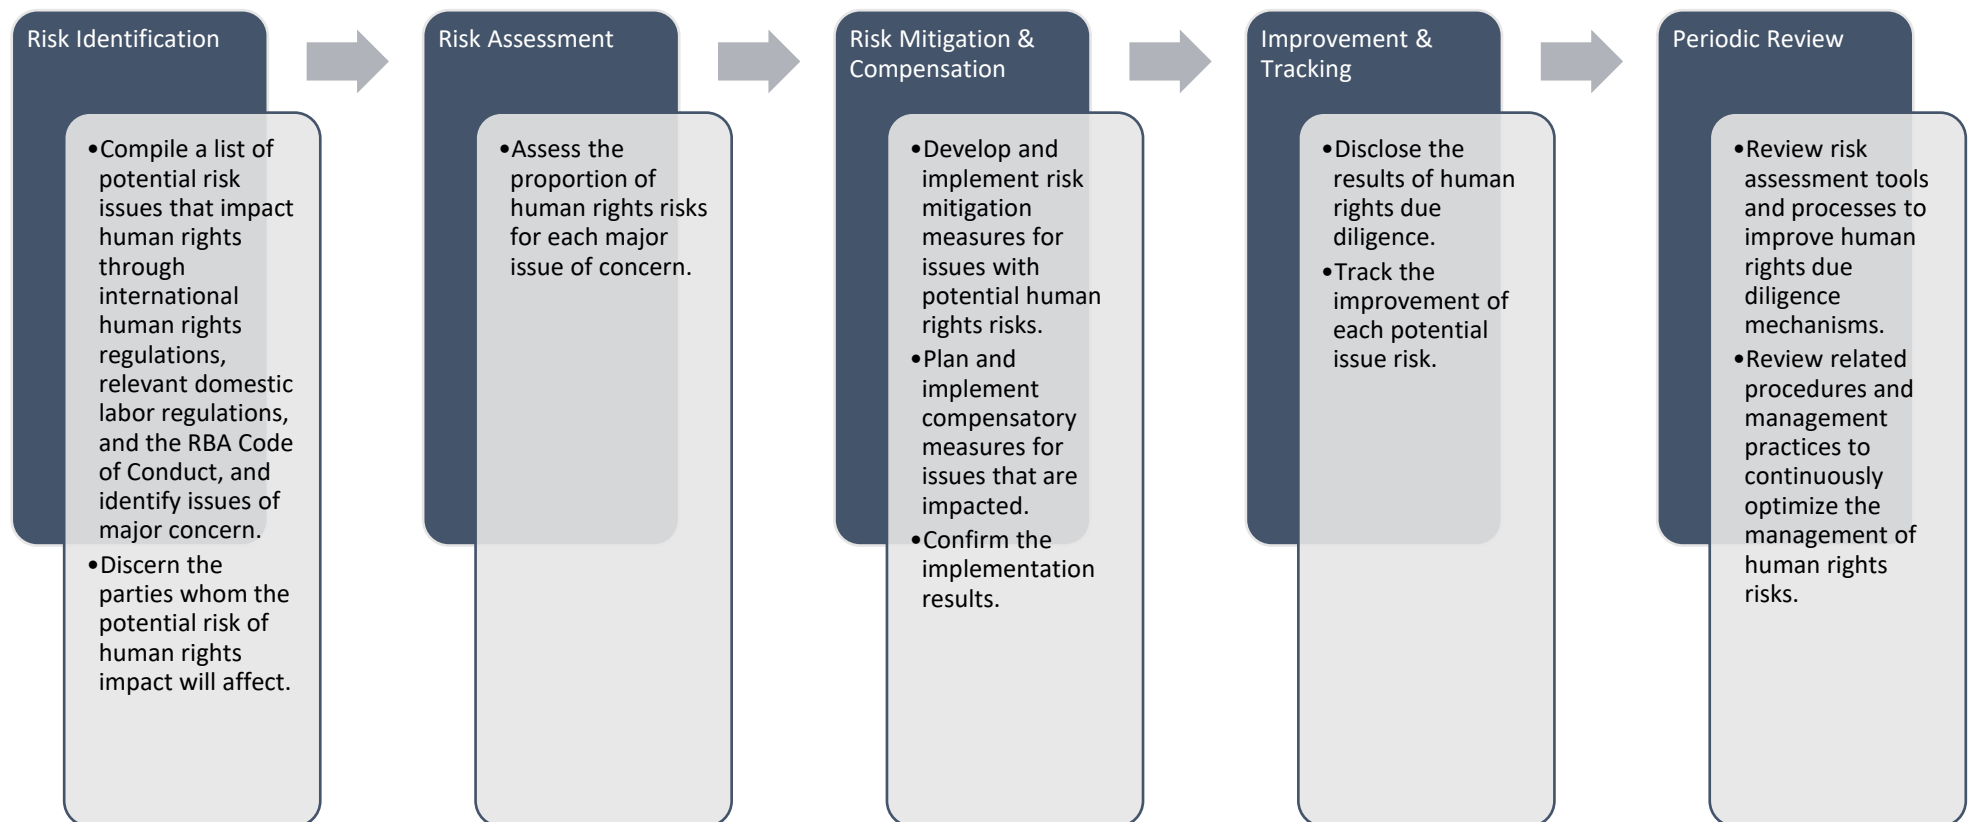 Risk Identification
•Compile a list of
potential risk
issues that impact
human rights
through
international
human rights
regulations,
relevant domestic
labor regulations,
and the RBA Code
of Conduct, and
identify issues of
major concern.
•Discern the
parties whom the
potential risk of
human rights
impact will affect.
Risk Assessment
•Assess the
proportion of
human rights risks
for each major
issue of concern.
Risk Mitigation &
Compensation
•Develop and
implement risk
mitigation
measures for
issues with
potential human
rights risks.
•Plan and
implement
compensatory
measures for
issues that are
impacted.
•Confirm the
implementation
results.
Improvement &
Tracking
•Disclose the
results of human
rights due
diligence.
•Track the
improvement of
each potential
issue risk.
Periodic Review
•Review risk
assessment tools
and processes to
improve human
rights due
diligence
mechanisms.
•Review related
procedures and
management
practices to
continuously
optimize the
management of
human rights
risks.